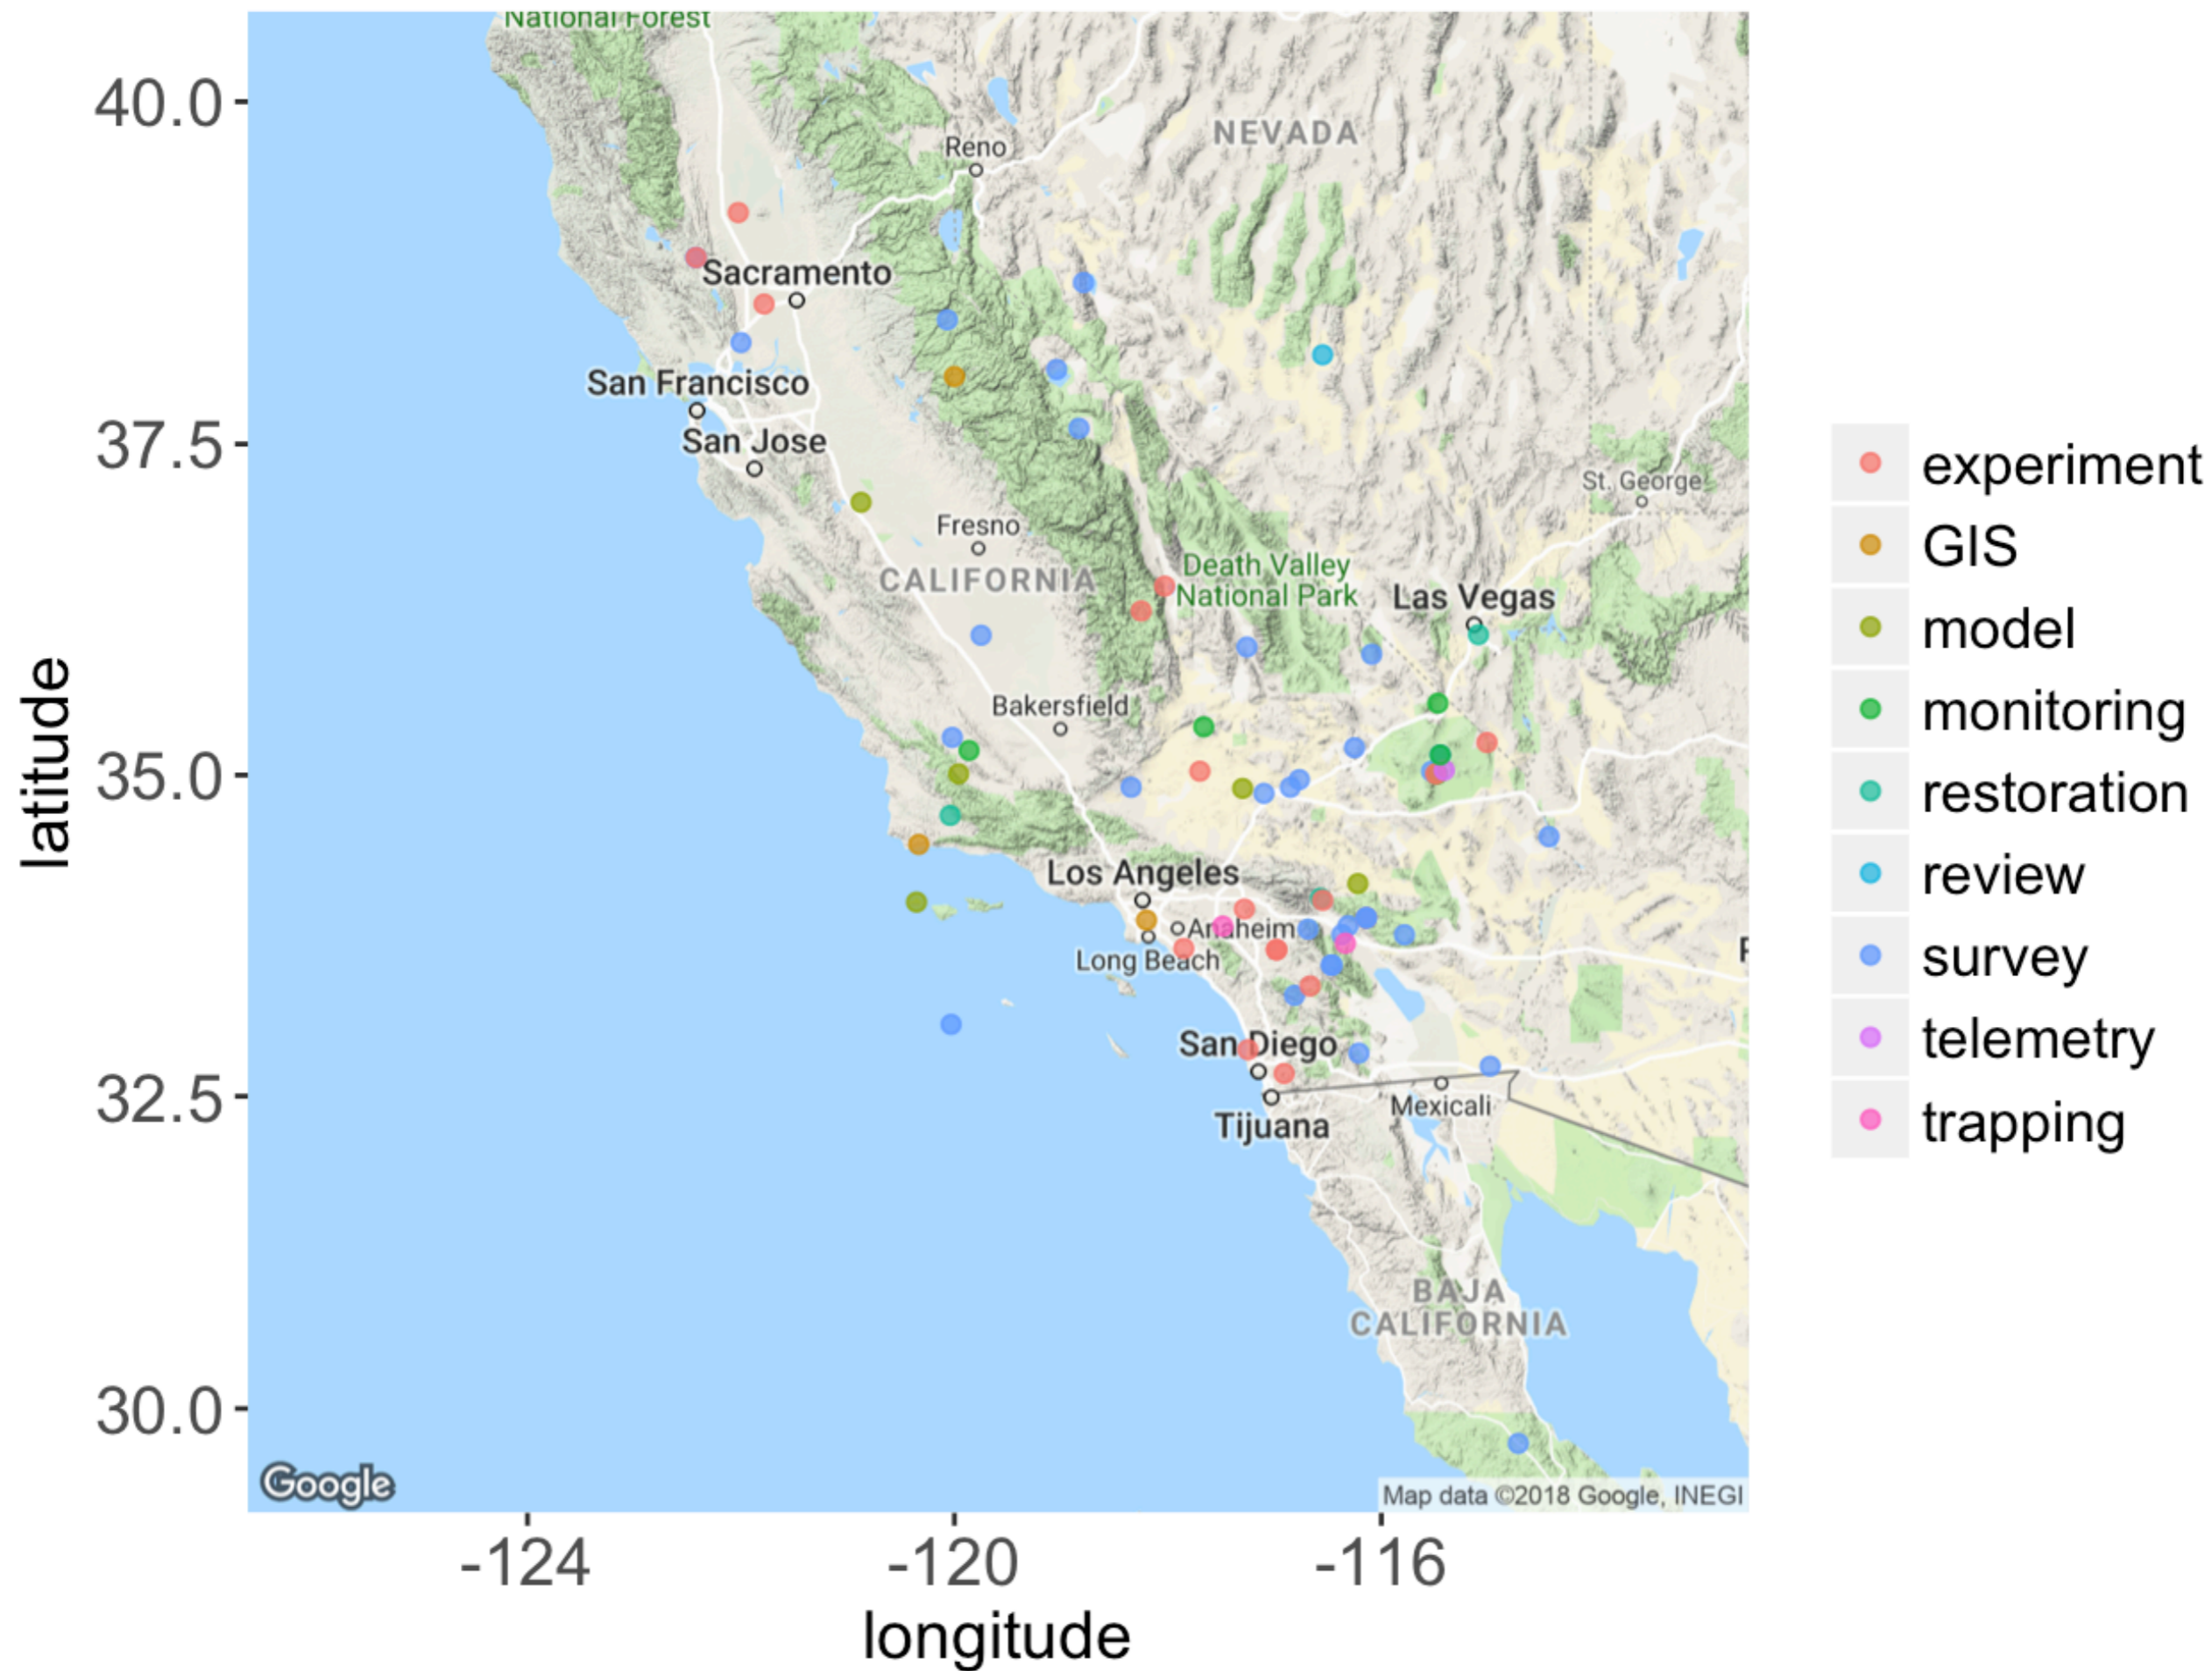 National Forest
40.0
NEVADA
Reno
Sacramento
San Francisco
37.5
San Jose
St. George
Fresno
CALIFORNIA
Death Valley
National Park
Las Vegas
Bakersfield
35.0
Los Angeles
Anaheim
Long Beach
San Diego
32.5
Mexicali
Tijuana
BAJA
CALIFORNIA
30.0
Google
Map data ©2018 Google, INEGI
-124
-120
-116
longitude
latitude
experiment
GIS
model
monitoring
restoration
review
survey
telemetry
trapping